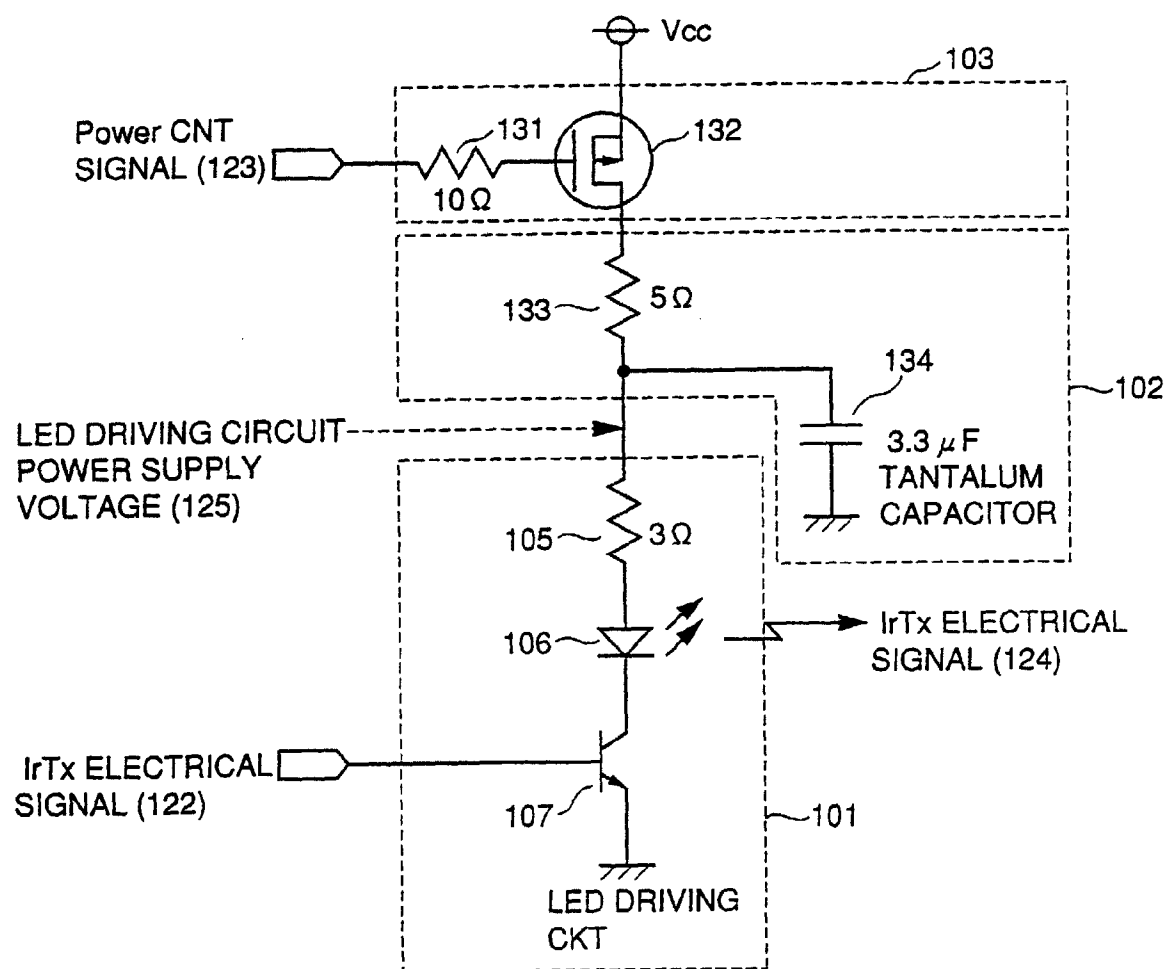 Vcc
103
Power CNT
SIGNAL (123)
131
132
10Ω
133
5Ω
134
102
LED DRIVING CIRCUIT
POWER SUPPLY
VOLTAGE (125)
3.3 μF
TANTALUM
CAPACITOR
105
3Ω
106
IrTx ELECTRICAL
SIGNAL (124)
IrTx ELECTRICAL
SIGNAL (122)
107
101
LED DRIVING
CKT